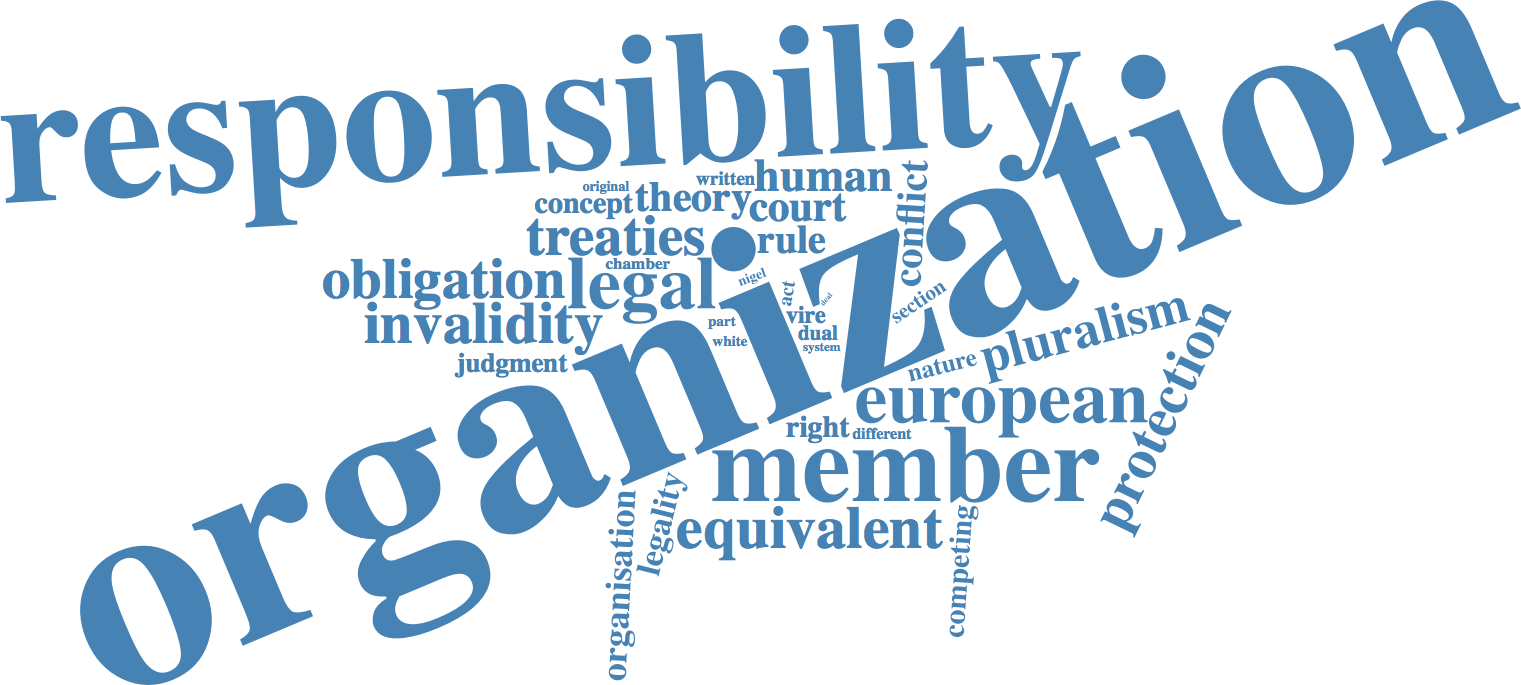 responsibility
organization
written
human
original
concept
theory
court
conflict
treaties
rule
chamber
obligation
legal
nigel
act
deal
section
invalidity
part
vire
white
dual
system
judgment
nature
pluralism
protection
european
right
different
member
organisation
legality
equivalent
competing